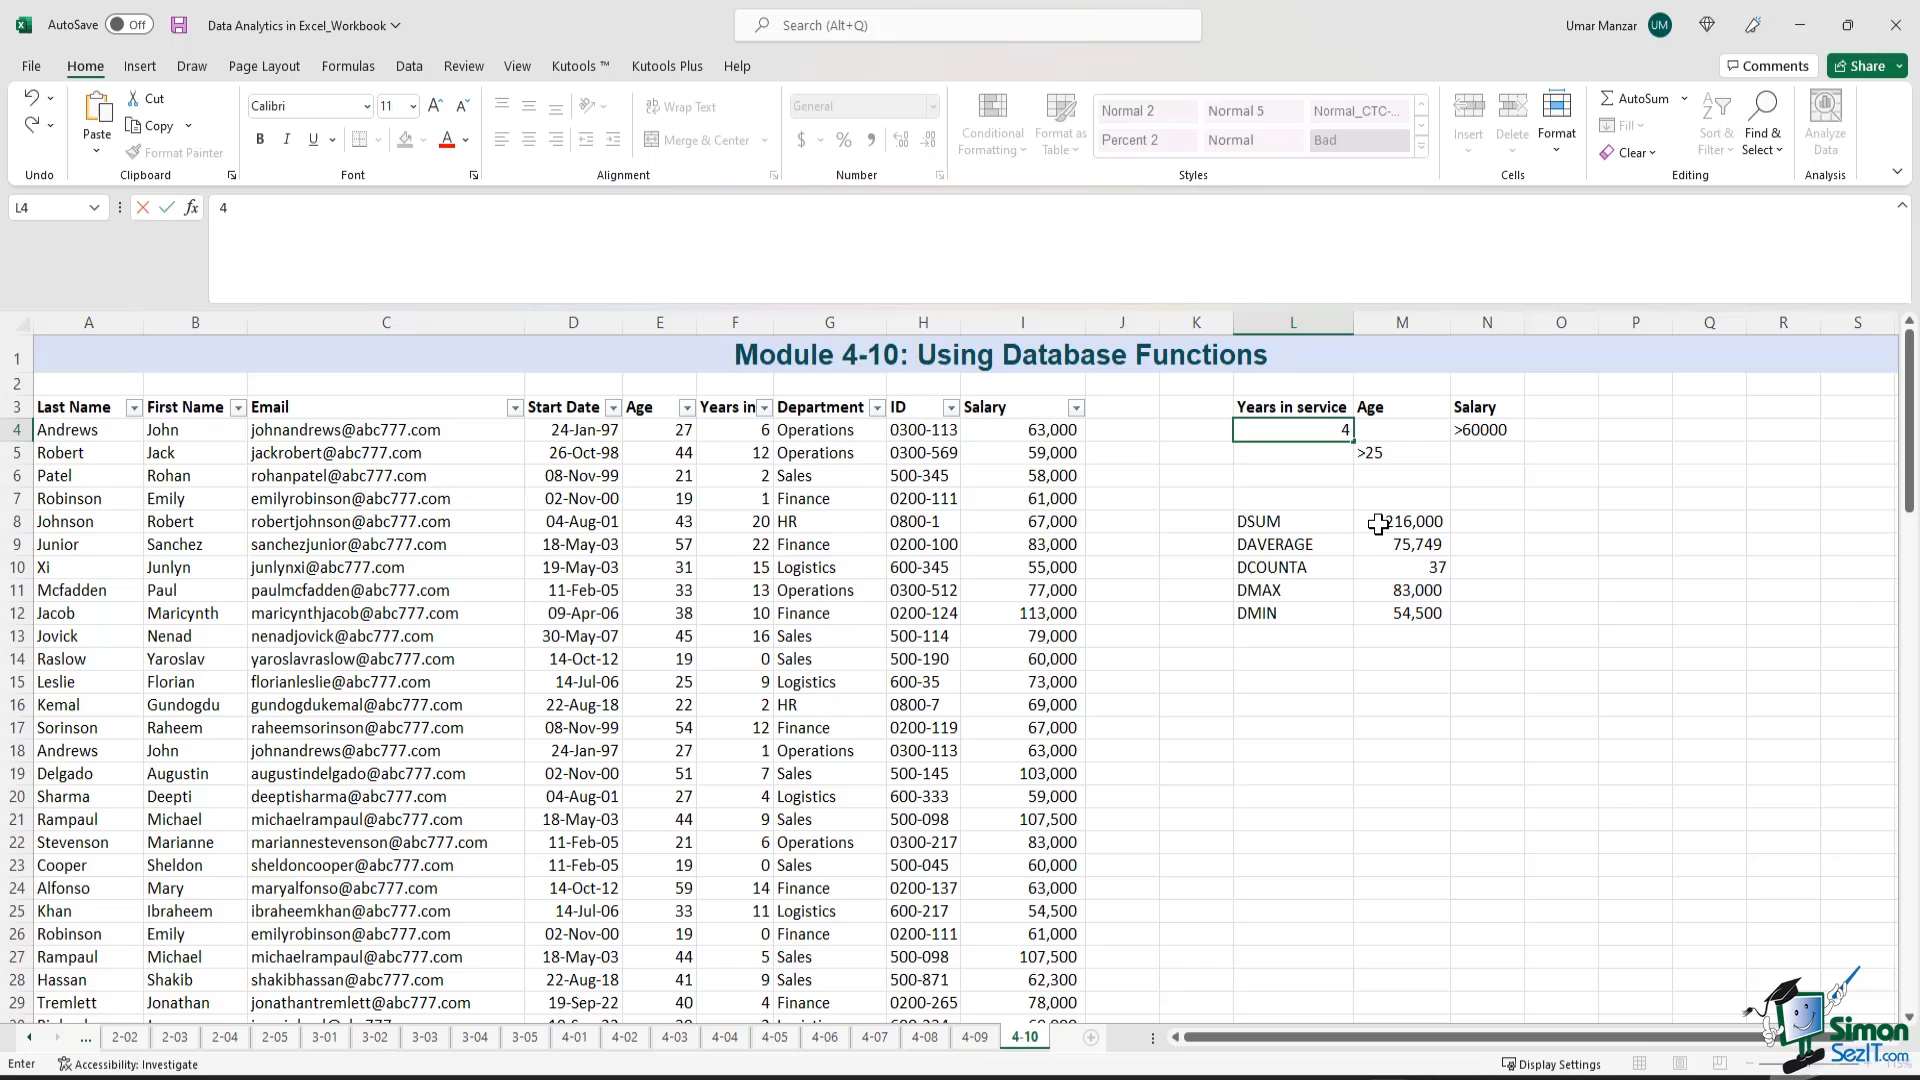 AutoSave Off Data Analytics in Excel_Workbook Search (Alt+Q) Umar Manzar UM
File Home Insert Draw Page Layout Formulas Data Review View Kutools ™ Kutools Plus Help Comments Share
Cut Calibri 11 Wrap Text General Normal 2 Normal 5 Normal_CTC-... AutoSum
Paste Copy Conditional Formatting Format as Table Insert Delete Format Fill Sort & Filter Find & Select Analyze Data
Format Painter B I U Merge & Center $ % Percent 2 Normal Bad Clear
Undo Clipboard Font Alignment Number Styles Cells Editing Analysis
L4 fx 4
A B C D E F G H I J K L M N O P Q R S
1 Module 4-10: Using Database Functions
2
3 Last Name First Name Email Start Date Age Years in Department ID Salary Years in service Age Salary
4 Andrews John johnandrews@abc777.com 24-Jan-97 27 6 Operations 0300-113 63,000 4 >60000
5 Robert Jack jackrobert@abc777.com 26-Oct-98 44 12 Operations 0300-569 59,000 >25
6 Patel Rohan rohanpatel@abc777.com 08-Nov-99 21 2 Sales 500-345 58,000
7 Robinson Emily emilyrobinson@abc777.com 02-Nov-00 19 1 Finance 0200-111 61,000
8 Johnson Robert robertjohnson@abc777.com 04-Aug-01 43 20 HR 0800-1 67,000 DSUM 216,000
9 Junior Sanchez sanchezjunior@abc777.com 18-May-03 57 22 Finance 0200-100 83,000 DAVERAGE 75,749
10 Xi Junlyn junlynxi@abc777.com 19-May-03 31 15 Logistics 600-345 55,000 DCOUNTA 37
11 Mcfadden Paul paulmcfadden@abc777.com 11-Feb-05 33 13 Operations 0300-512 77,000 DMAX 83,000
12 Jacob Maricynth maricynthjacob@abc777.com 09-Apr-06 38 10 Finance 0200-124 113,000 DMIN 54,500
13 Jovick Nenad nenadjovick@abc777.com 30-May-07 45 16 Sales 500-114 79,000
14 Raslow Yaroslav yaroslavraslow@abc777.com 14-Oct-12 19 0 Sales 500-190 60,000
15 Leslie Florian florianleslie@abc777.com 14-Jul-06 25 9 Logistics 600-35 73,000
16 Kemal Gundogdu gundogdukemal@abc777.com 22-Aug-18 22 2 HR 0800-7 69,000
17 Sorinson Raheem raheemsorinson@abc777.com 08-Nov-99 54 12 Finance 0200-119 67,000
18 Andrews John johnandrews@abc777.com 24-Jan-97 27 1 Operations 0300-113 63,000
19 Delgado Augustin augustindelgado@abc777.com 02-Nov-00 51 7 Sales 500-145 103,000
20 Sharma Deepti deeptisharma@abc777.com 04-Aug-01 27 4 Logistics 600-333 59,000
21 Rampaul Michael michaelrampaul@abc777.com 18-May-03 44 9 Sales 500-098 107,500
22 Stevenson Marianne mariannestevenson@abc777.com 11-Feb-05 21 6 Operations 0300-217 83,000
23 Cooper Sheldon sheldoncooper@abc777.com 11-Feb-05 19 0 Sales 500-045 60,000
24 Alfonso Mary maryalfonso@abc777.com 14-Oct-12 59 14 Finance 0200-137 63,000
25 Khan Ibraheem ibraheemkhan@abc777.com 14-Jul-06 33 11 Logistics 600-217 54,500
26 Robinson Emily emilyrobinson@abc777.com 02-Nov-00 19 0 Finance 0200-111 61,000
27 Rampaul Michael michaelrampaul@abc777.com 18-May-03 44 5 Sales 500-098 107,500
28 Hassan Shakib shakibhassan@abc777.com 22-Aug-18 41 9 Sales 500-871 62,300
29 Tremlett Jonathan jonathantremlett@abc777.com 19-Sep-22 40 4 Finance 0200-265 78,000
... 2-02 2-03 2-04 2-05 3-01 3-02 3-03 3-04 3-05 4-01 4-02 4-03 4-04 4-05 4-06 4-07 4-08 4-09 4-10
Enter Accessibility: Investigate Display Settings
Simon
SezIT.com